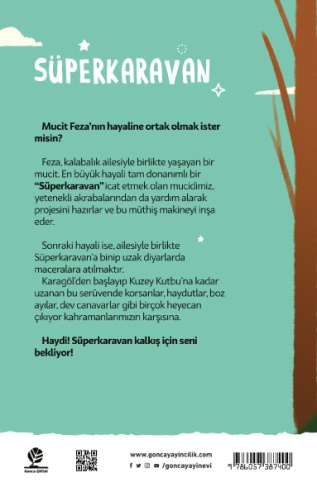 SÜPERKARAVAN
Mucit Feza'nın hayaline ortak olmak ister
misin?
Feza, kalabalık ailesiyle birlikte yaşayan bir
mucit. En büyük hayali tam donanımlı bir
“Süperkaravan” icat etmek olan mucidimiz,
yetenekli akrabalarından da yardım alarak
projesini hazırlar ve bu müthiş makineyi inşa
eder.
Sonraki hayali ise, ailesiyle birlikte
Süperkaravan'a binip uzak diyarlarda
maceralara atılmaktır.
Karagöl'den başlayıp Kuzey Kutbu'na kadar
uzanan bu serüvende korsanlar, haydutlar, boz
ayılar, dev canavarlar gibi birçok heyecan
çıkıyor kahramanlarımızın karşısına.
Haydi! Süperkaravan kalkış için seni
bekliyor!
www.goncayayincilik.com
/goncayayinevi
9 786057 387400